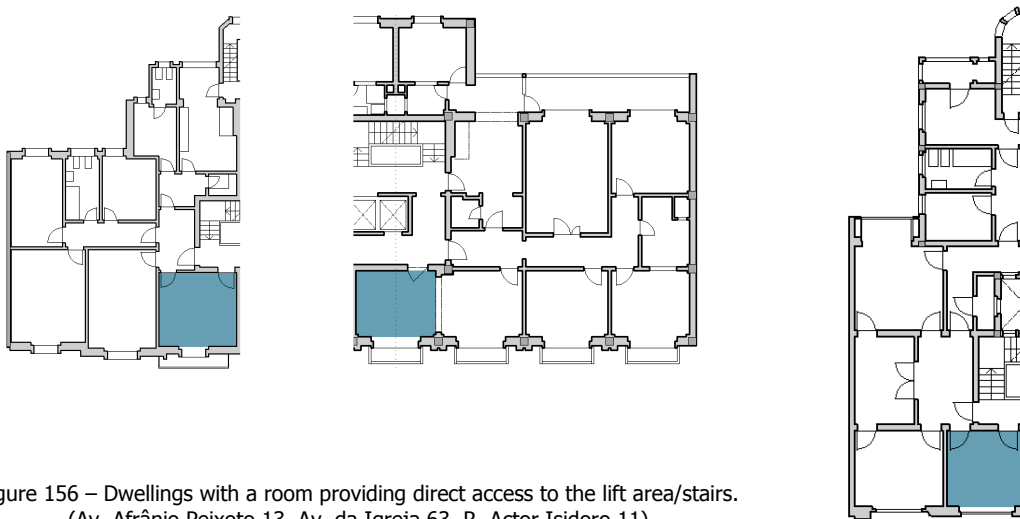 gure 156 – Dwellings with a room providing direct access to the lift area/stairs.
(Av. Afrânio Peixoto 13, Av. da Igreja 63, R. Actor Isidoro 11)